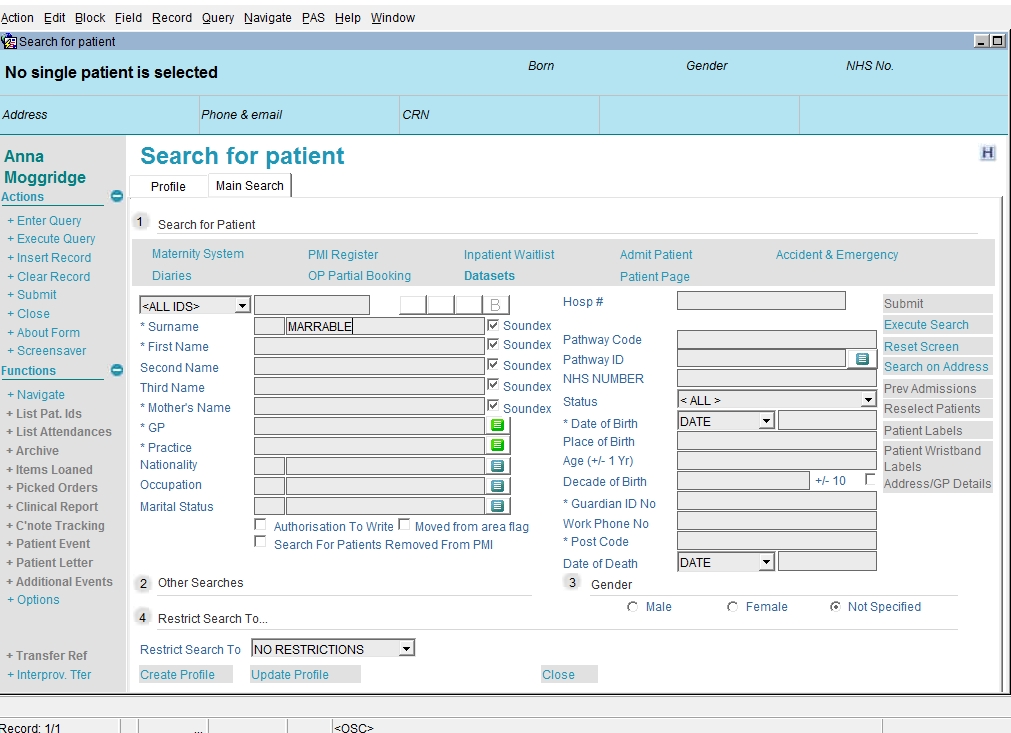 Action Edit Block Field Record Query Navigate PAS Help Window
Search for patient
No single patient is selected Born Gender NHS No.
Address Phone & email CRN
Anna
Moggridge
Actions
+ Enter Query
+ Execute Query
+ Insert Record
+ Clear Record
+ Submit
+ Close
+ About Form
+ Screensaver
Functions
+ Navigate
+ List Pat. Ids
+ List Attendances
+ Archive
+ Items Loaned
+ Picked Orders
+ Clinical Report
+ C'note Tracking
+ Patient Event
+ Patient Letter
+ Additional Events
+ Options
+ Transfer Ref
+ Interprov. Tfer
Search for patient H
Profile Main Search
1 Search for Patient
Maternity System PMI Register Inpatient Waitlist Admit Patient Accident & Emergency
Diaries OP Partial Booking Datasets Patient Page
<ALL IDS> B
* Surname MARRABLE Soundex
* First Name Soundex
Second Name Soundex
Third Name Soundex
* Mother's Name Soundex
* GP
* Practice
Nationality
Occupation
Marital Status
Authorisation To Write Moved from area flag
Search For Patients Removed From PMI
Hosp #
Pathway Code
Pathway ID
NHS NUMBER
Status < ALL >
* Date of Birth DATE
Place of Birth
Age (+/- 1 Yr)
Decade of Birth +/- 10
* Guardian ID No
Work Phone No
* Post Code
Date of Death DATE
Submit
Execute Search
Reset Screen
Search on Address
Prev Admissions
Reselect Patients
Patient Labels
Patient Wristband
Labels
Address/GP Details
2 Other Searches
3 Gender
Male Female Not Specified
4 Restrict Search To...
Restrict Search To NO RESTRICTIONS
Create Profile Update Profile Close
Record: 1/1 ... <OSC>